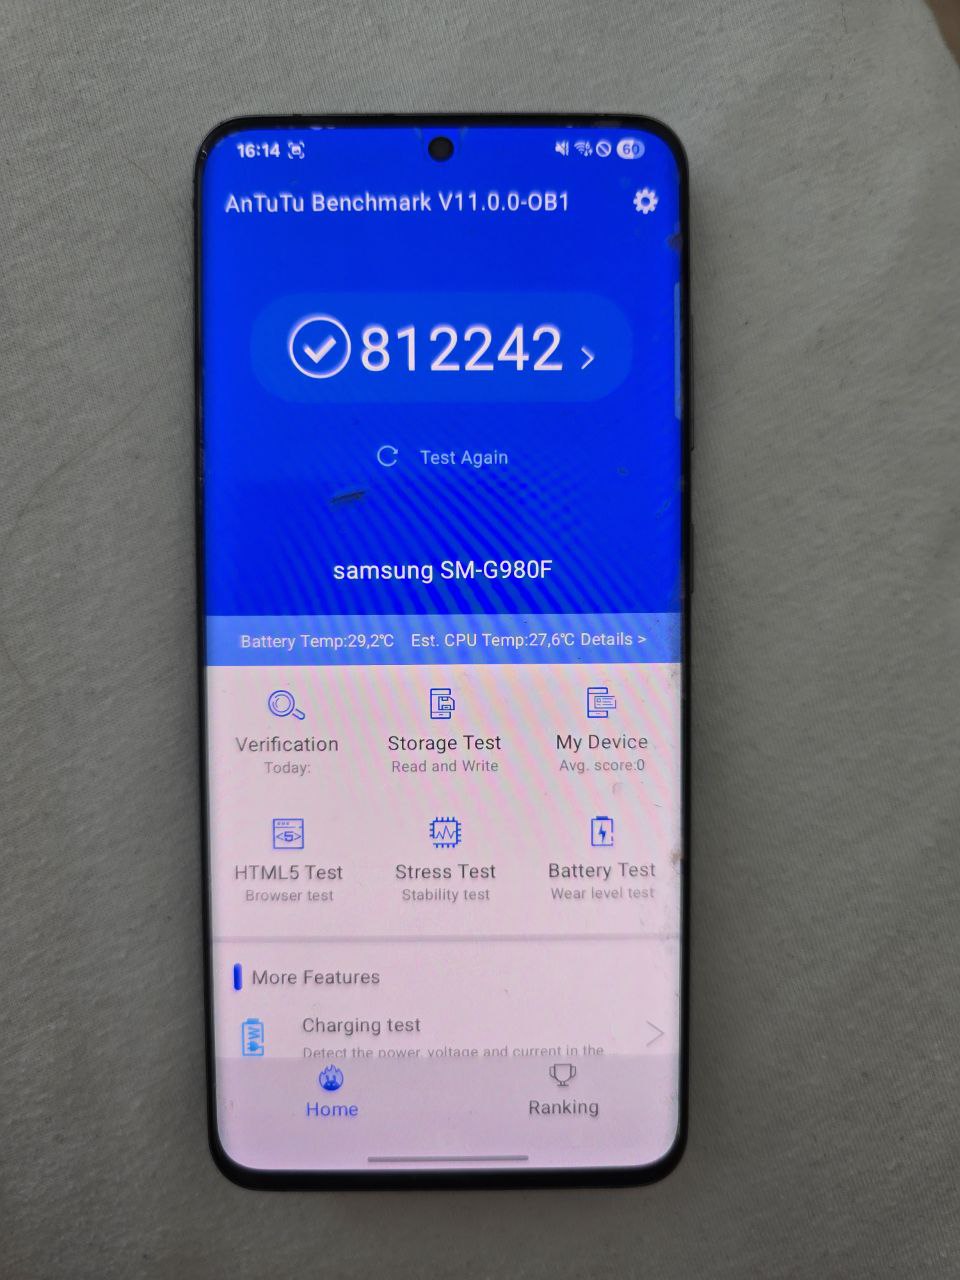 16:14 60
AnTuTu Benchmark V11.0.0-OB1
812242 >
Test Again
samsung SM-G980F
Battery Temp:29,2℃ Est. CPU Temp:27,6℃ Details >
Verification Storage Test My Device
Today: Read and Write Avg. score:0
HTML5 Test Stress Test Battery Test
Browser test Stability test Wear level test
More Features
Charging test
Detect the power, voltage and current in the...
Home Ranking